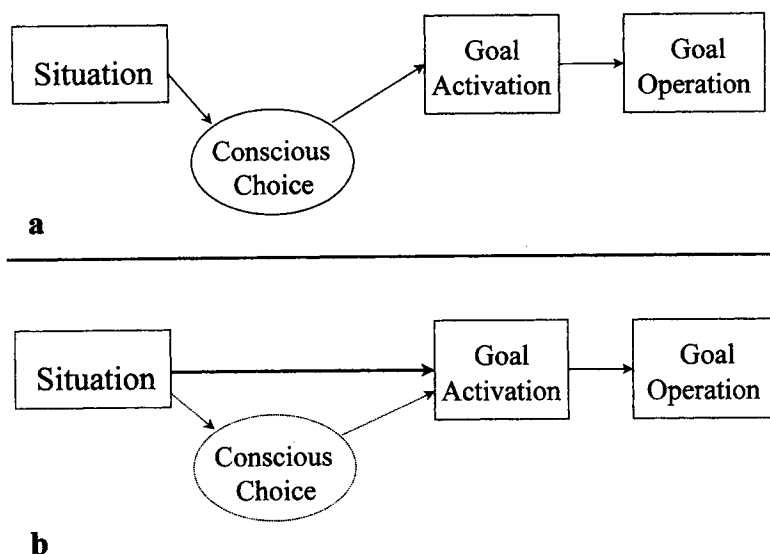 Situation
Conscious
Choice
Goal
Activation
Goal
Operation
a
Situation
Conscious
Choice
Goal
Activation
Goal
Operation
b